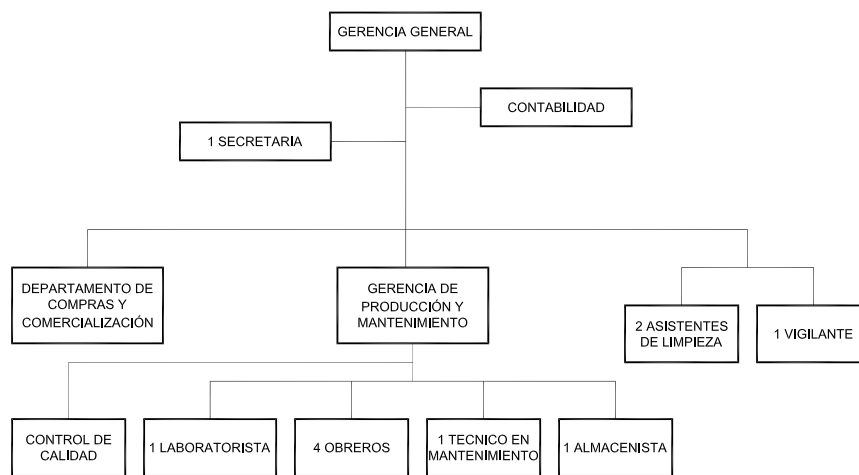 GERENCIA GENERAL
CONTABILIDAD
1 SECRETARIA
DEPARTAMENTO DE
COMPRAS Y
COMERCIALIZACIÓN
GERENCIA DE
PRODUCCIÓN Y
MANTENIMIENTO
2 ASISTENTES
DE LIMPIEZA
1 VIGILANTE
CONTROL DE
CALIDAD
1 LABORATORISTA
4 OBREROS
1 TECNICO EN
MANTENIMIENTO
1 ALMACENISTA